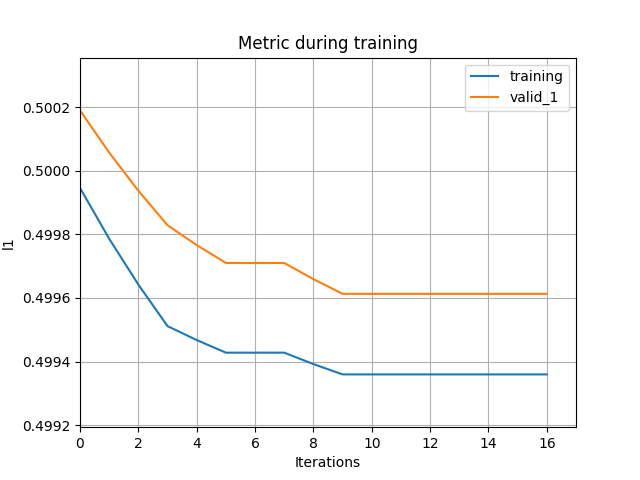 Metric during training
training
valid_1
0.5002
0.5000
0.4998
0.4996
0.4994
0.4992
l1
0 2 4 6 8 10 12 14 16
Iterations